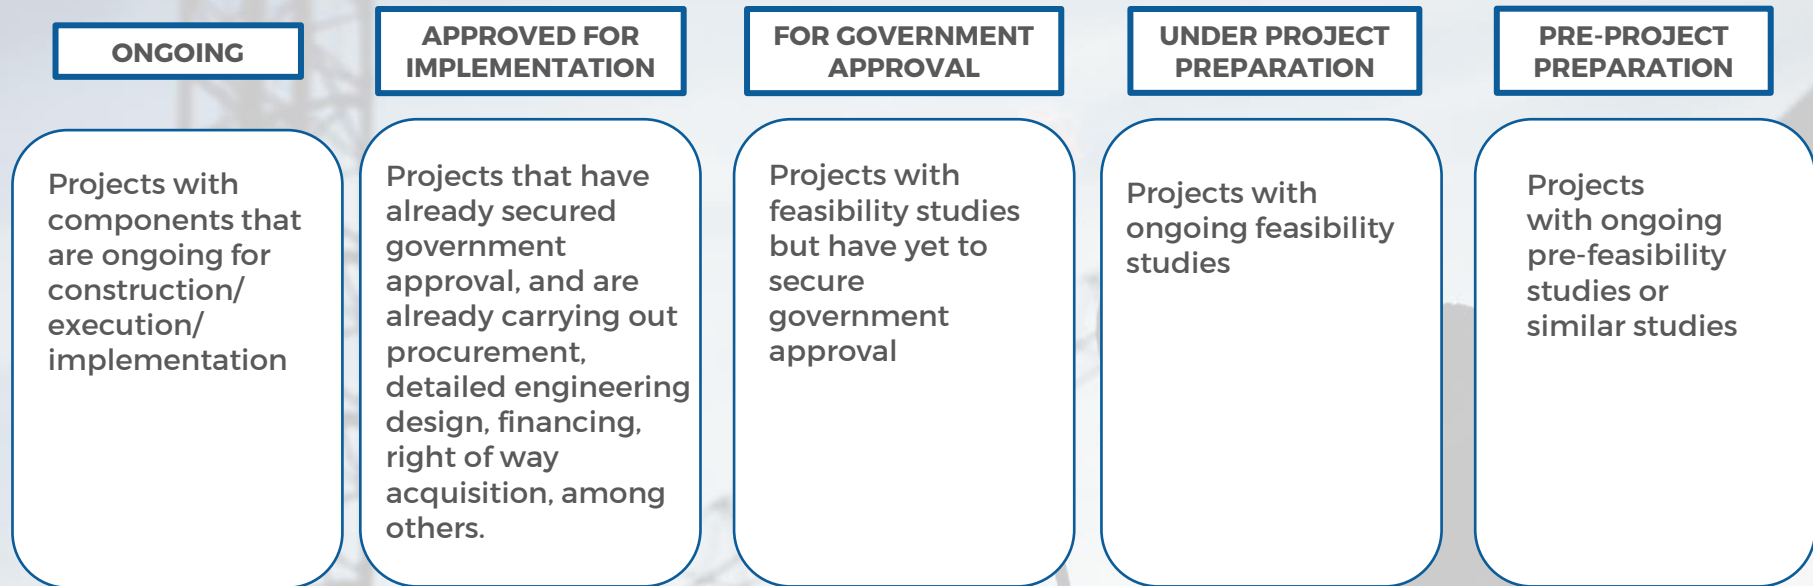 ONGOING
Projects with
components that
are ongoing for
construction/
execution/
implementation
APPROVED FOR
IMPLEMENTATION
Projects that have
already secured
government
approval, and are
already carrying out
procurement,
detailed engineering
design, financing,
right of way
acquisition, among
others.
FOR GOVERNMENT
APPROVAL
Projects with
feasibility studies
but have yet to
secure
government
approval
UNDER PROJECT
PREPARATION
Projects with
ongoing feasibility
studies
PRE-PROJECT
PREPARATION
Projects
with ongoing
pre-feasibility
studies or
similar studies